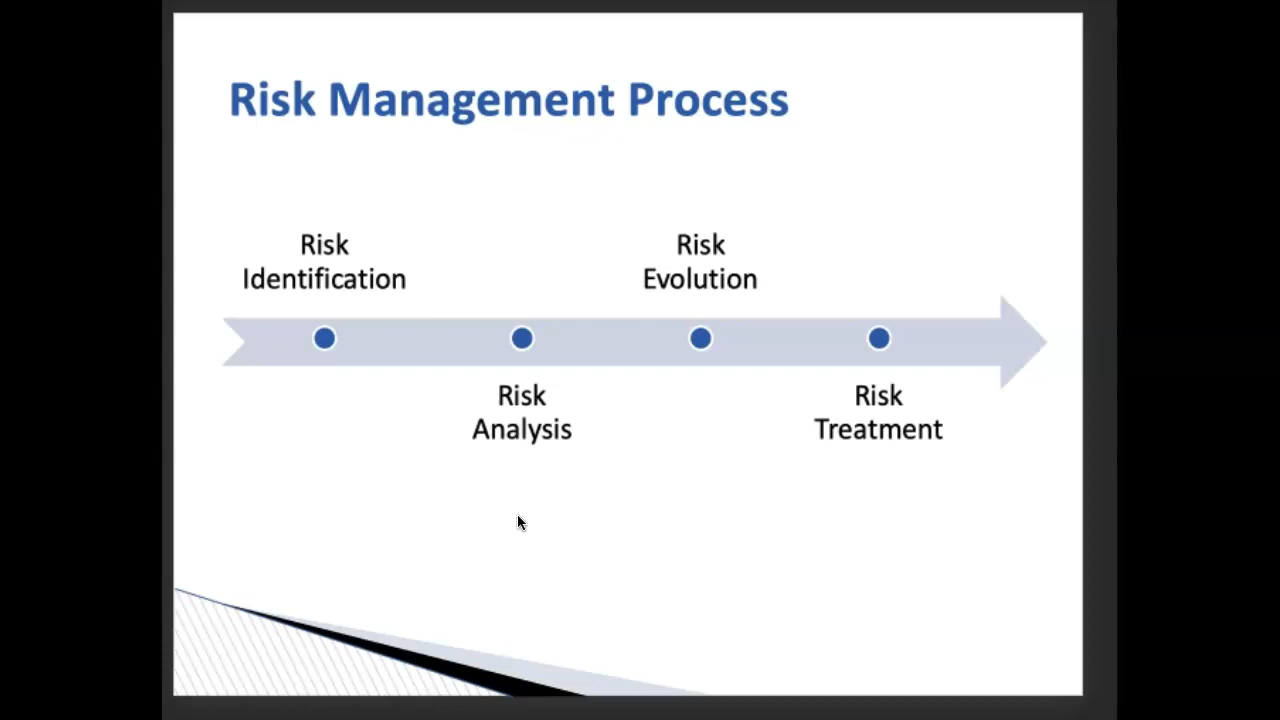 Risk Management Process
Risk
Identification
Risk
Analysis
Risk
Evolution
Risk
Treatment